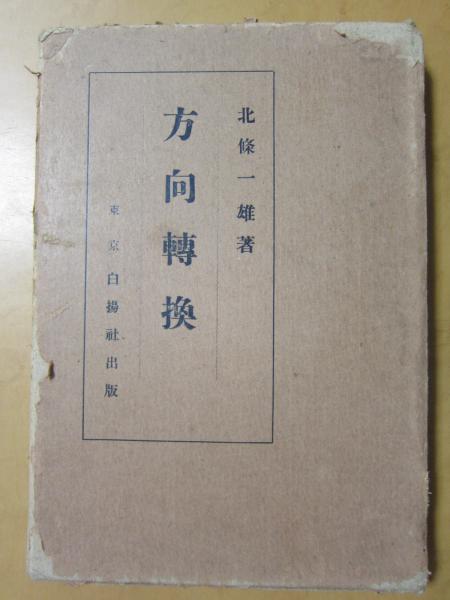 北條一雄著
方向轉換
東京 白揚社出版